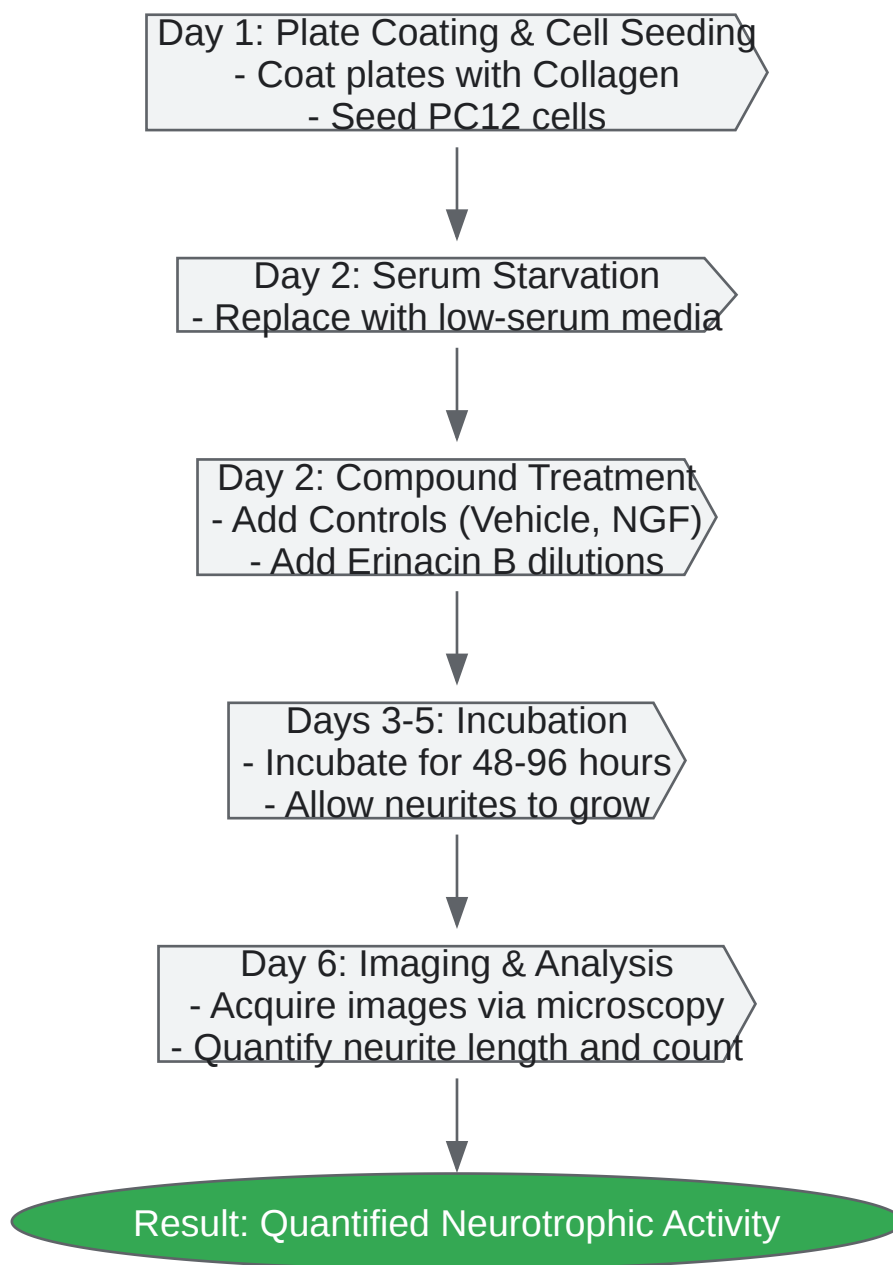 Day 1: Plate Coating & Cell Seeding
- Coat plates with Collagen
- Seed PC12 cells
Day 2: Serum Starvation
- Replace with low-serum media
Day 2: Compound Treatment
- Add Controls (Vehicle, NGF)
- Add Erinacin B dilutions
Days 3-5: Incubation
- Incubate for 48-96 hours
- Allow neurites to grow
Day 6: Imaging & Analysis
- Acquire images via microscopy
- Quantify neurite length and count
Result: Quantified Neurotrophic Activity